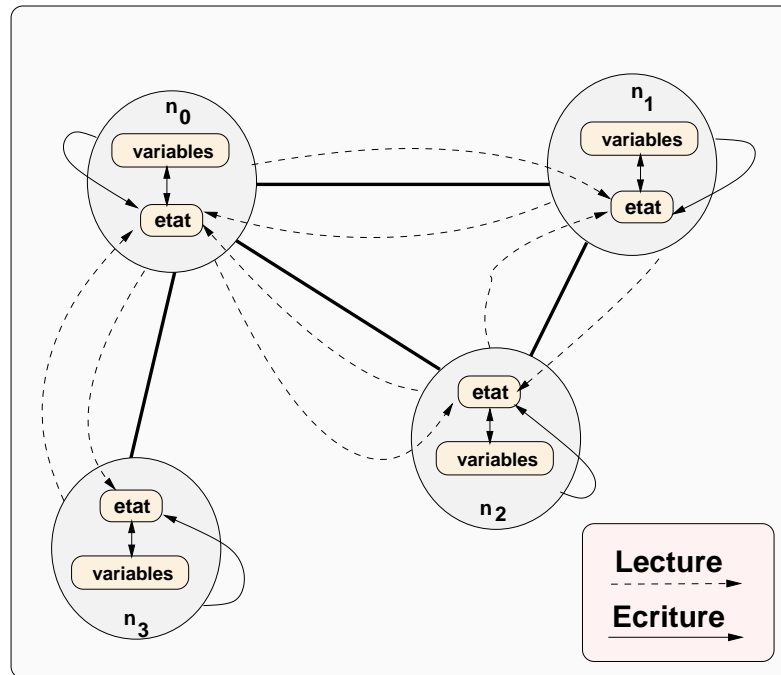 n0
variables
etat
n1
variables
etat
etat
variables
n2
etat
variables
n3
Lecture
Ecriture